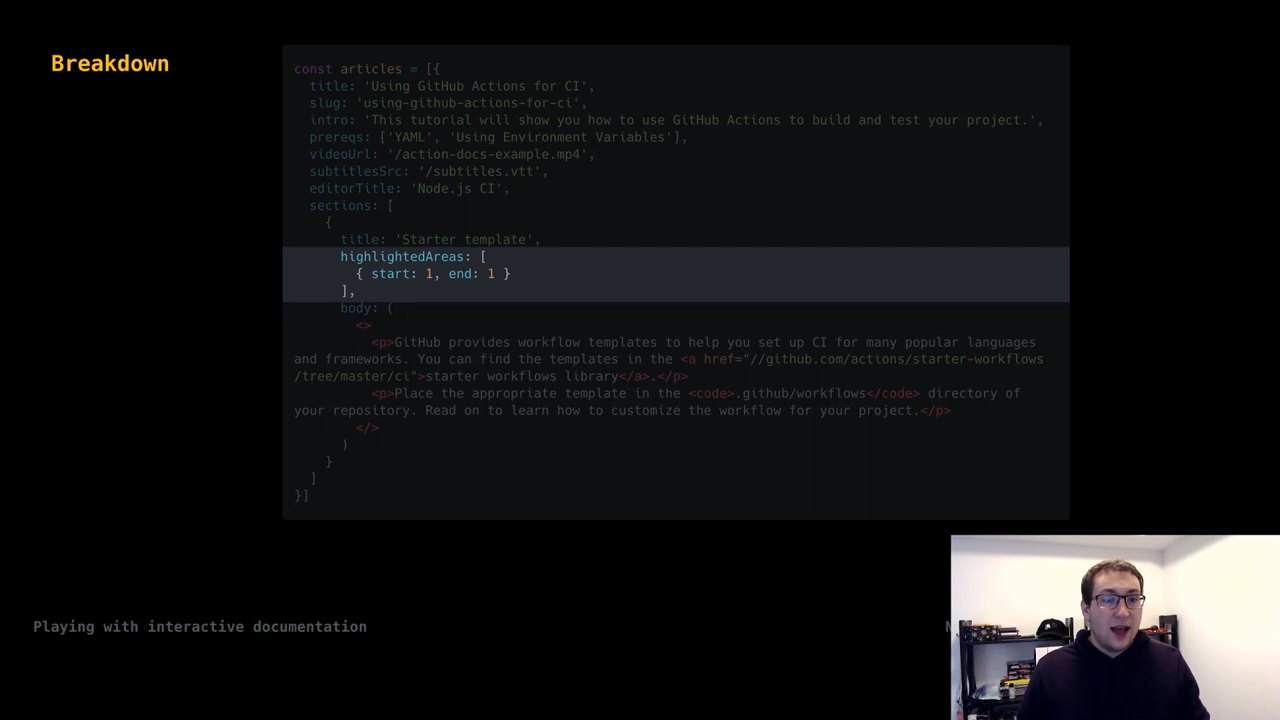 Breakdown
const articles = [{
title: 'Using GitHub Actions for CI',
slug: 'using-github-actions-for-ci',
intro: 'This tutorial will show you how to use GitHub Actions to build and test your project.',
prereqs: ['YAML', 'Using Environment Variables'],
videoUrl: '/action-docs-example.mp4',
subtitlesSrc: '/subtitles.vtt',
editorTitle: 'Node.js CI',
sections: [
{
title: 'Starter template',
highlightedAreas: [
{ start: 1, end: 1 }
],
body: (
<>
<p>GitHub provides workflow templates to help you set up CI for many popular languages
and frameworks. You can find the templates in the <a href="//github.com/actions/starter-workflows
/tree/master/ci">starter workflows library</a>.</p>
<p>Place the appropriate template in the <code>.github/workflows</code> directory of
your repository. Read on to learn how to customize the workflow for your project.</p>
</>
)
}
]
}]
Playing with interactive documentation